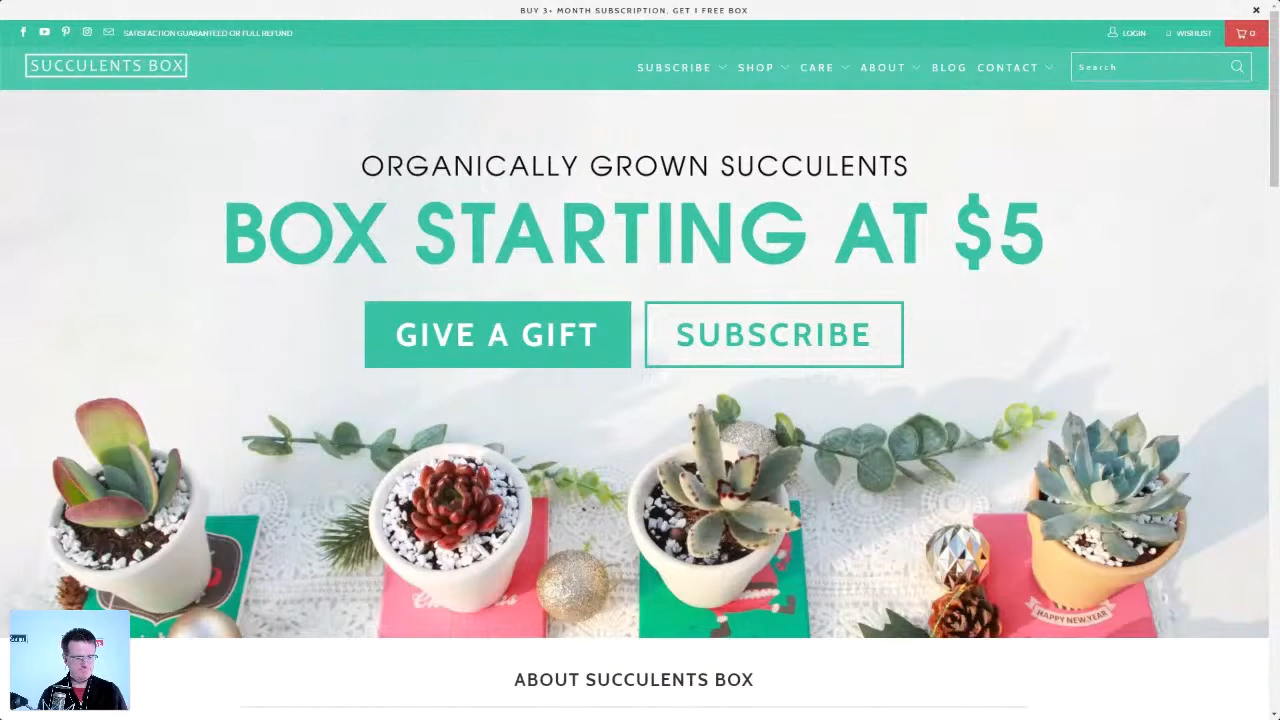 BUY 3+ MONTH SUBSCRIPTION, GET 1 FREE BOX
SATISFACTION GUARANTEED OR FULL REFUND
LOGIN
WISHLIST
0
SUCCULENTS BOX
SUBSCRIBE
SHOP
CARE
ABOUT
BLOG
CONTACT
Search
ORGANICALLY GROWN SUCCULENTS
BOX STARTING AT $5
GIVE A GIFT
SUBSCRIBE
HAPPY NEW YEAR
ABOUT SUCCULENTS BOX